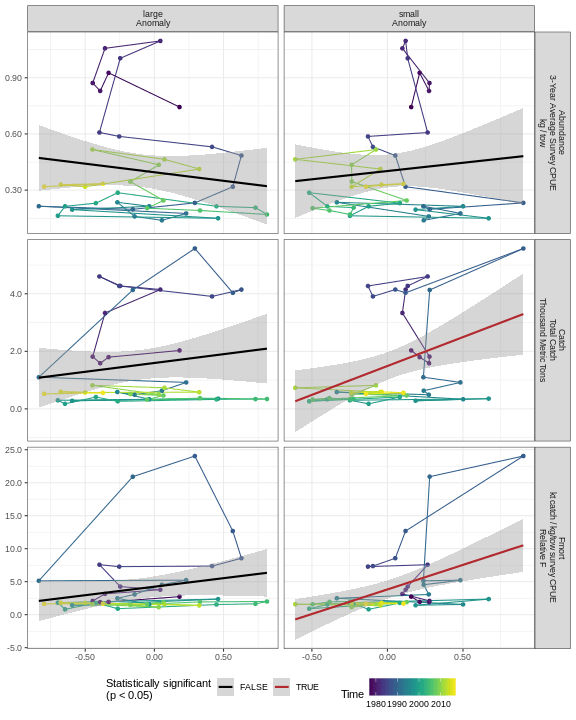 large
Anomaly
small
Anomaly
0.90
0.60
0.30
Abundance
3-Year Average Survey CPUE
kg / tow
4.0
2.0
0.0
Catch
Total Catch
Thousand Metric Tons
25.0
20.0
15.0
10.0
5.0
0.0
-5.0
Fmort
kt catch / kg/tow survey CPUE
Relative F
-0.50
0.00
0.50
-0.50
0.00
0.50
Statistically significant
(p < 0.05)
FALSE
TRUE
Time
1980 1990 2000 2010